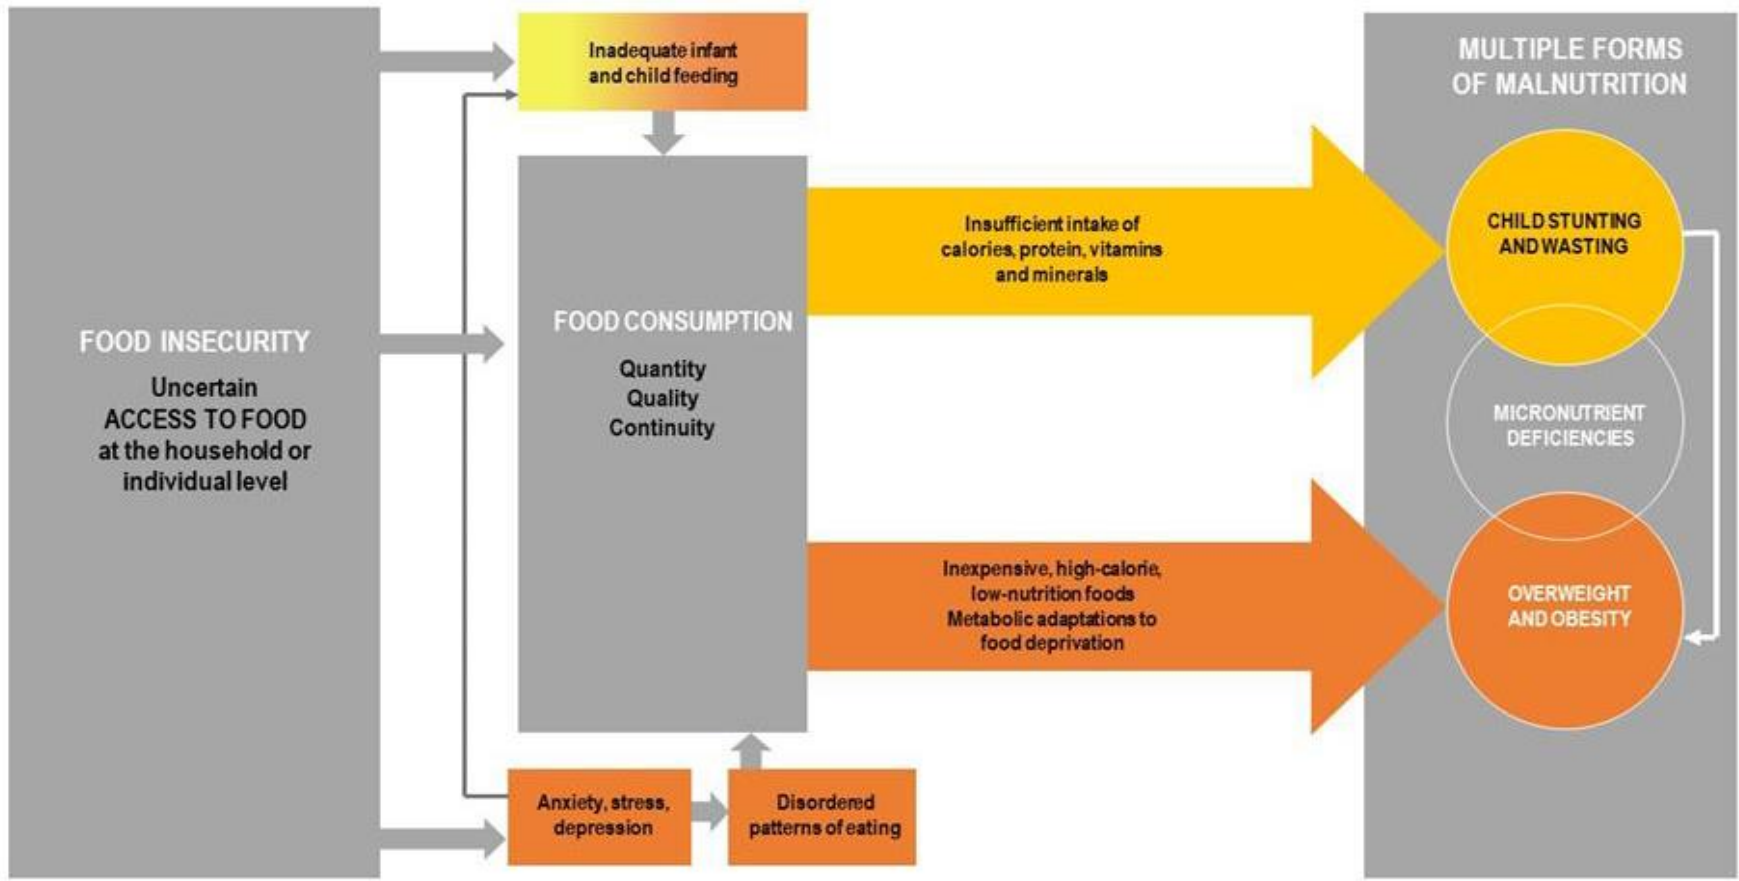 FOOD INSECURITY
Uncertain
ACCESS TO FOOD
at the household or
individual level
Inadequate infant
and child feeding
FOOD CONSUMPTION
Quantity
Quality
Continuity
Anxiety, stress,
depression
Disordered
patterns of eating
Insufficient intake of
calories, protein, vitamins
and minerals
Inexpensive, high-calorie,
low-nutrition foods
Metabolic adaptations to
food deprivation
MULTIPLE FORMS
OF MALNUTRITION
CHILD STUNTING
AND WASTING
MICRONUTRIENT
DEFICIENCIES
OVERWEIGHT
AND OBESITY